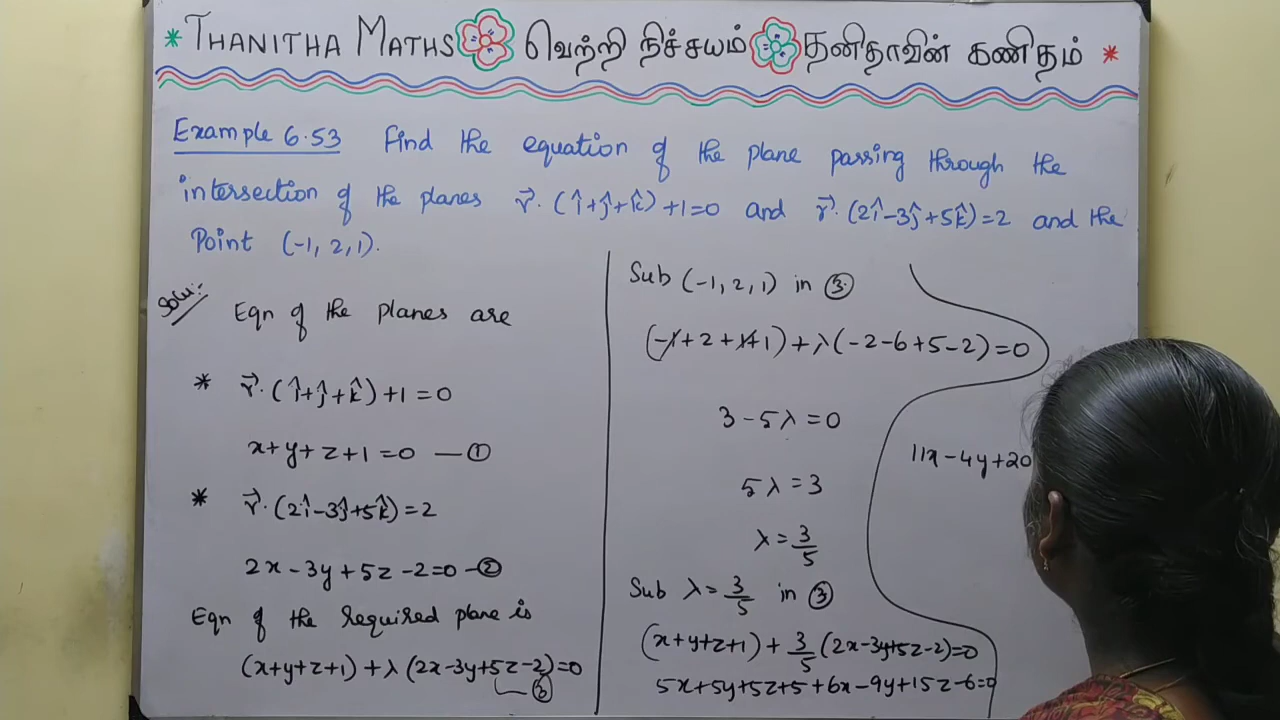 * THANITHA MATHS வெற்றி நிச்சயம் தனிதாவின் கணிதம் *
Example 6.53 Find the equation of the plane passing through the
intersection of the planes r⃗·(î+ĵ+k̂)+1=0 and r⃗·(2î-3ĵ+5k̂)=2 and the
Point (-1, 2, 1).
Solu:-
Eqn of the planes are
* r⃗·(î+ĵ+k̂)+1=0
x+y+z+1=0 —①
* r⃗·(2î-3ĵ+5k̂)=2
2x-3y+5z-2=0 —②
Eqn of the required plane is
(x+y+z+1)+λ(2x-3y+5z-2)=0
③
Sub (-1, 2, 1) in ③
(-1+2+1+1)+λ(-2-6+5-2)=0
3-5λ=0
5λ=3
λ=3/5
Sub λ=3/5 in ③
(x+y+z+1)+3/5(2x-3y+5z-2)=0
5x+5y+5z+5+6x-9y+15z-6=0
11x-4y+20